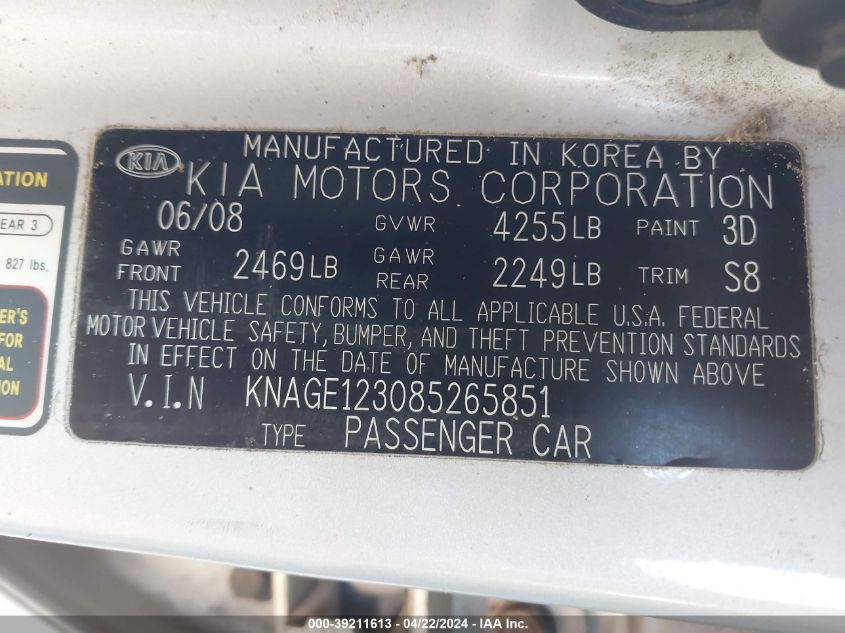 ATION
EAR 3
827 lbs.
ER'S
FOR
AL
ION
KIA
MANUFACTURED IN KOREA BY
KIA MOTORS CORPORATION
06/08 GVWR 4255LB PAINT 3D
GAWR FRONT 2469LB GAWR REAR 2249LB TRIM S8
THIS VEHICLE CONFORMS TO ALL APPLICABLE U.S.A. FEDERAL
MOTOR VEHICLE SAFETY, BUMPER, AND THEFT PREVENTION STANDARDS
IN EFFECT ON THE DATE OF MANUFACTURE SHOWN ABOVE
V.I.N KNAGE123085265851
TYPE PASSENGER CAR
000-39211613 - 04/22/2024 - IAA Inc.